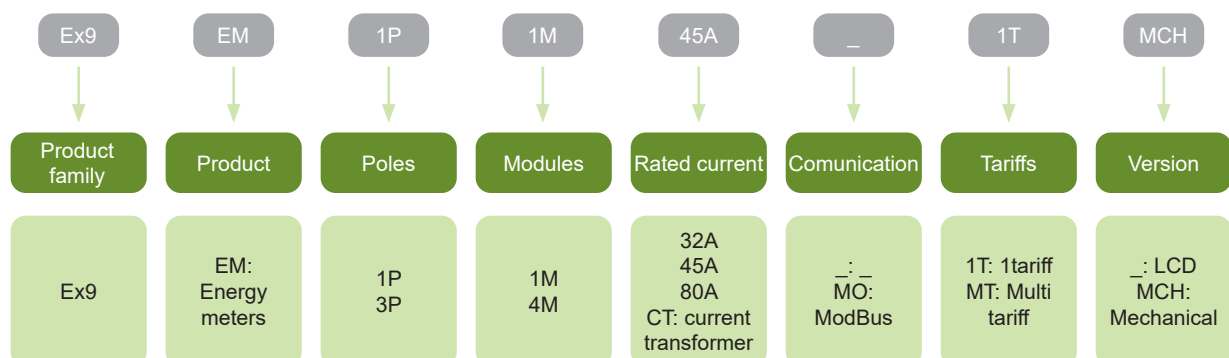 Ex9 EM 1P 1M 45A _ 1T MCH
Product
family
Product
Poles
Modules
Rated current
Comunication
Tariffs
Version
Ex9
EM:
Energy
meters
1P
3P
1M
4M
32A
45A
80A
CT: current
transformer
_: _
MO:
ModBus
1T: 1tariff
MT: Multi
tariff
_: LCD
MCH:
Mechanical